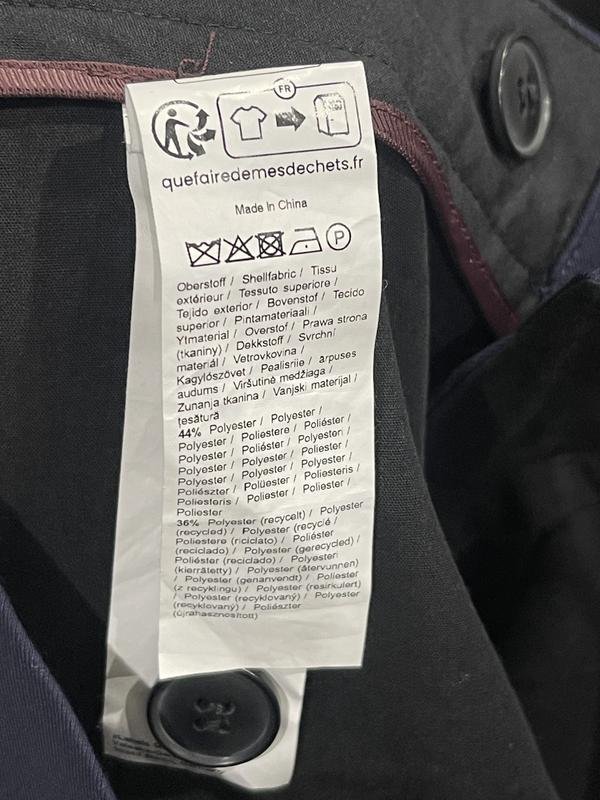 FR
quefairedemesdechets.fr
Made in China
P
Oberstoff / Shellfabric / Tissu
extérieur / Tessuto superiore /
Tejido exterior / Bovenstof / Tecido
superior / Pintamateriaali /
Ytmaterial / Overstof / Prawa strona
(tkaniny) / Dekkstoff / Svrchní
materiál / Vetrovkovina /
Kagylószövet / Pealisriie / ārpuses
audums / Viršutinė medžiaga /
Zunanja tkanina / Vanjski materijal /
țesătură
44% Polyester / Polyester /
Polyester / Poliestere / Poliéster /
Polyester / Poliéster / Polyesteri /
Polyester / Polyester / Poliester /
Polyester / Polyester / Polyester /
Poliészter / Polüester / Poliesteris /
Poliesteris / Poliester / Poliester /
Poliester
36% Polyester (recycelt) / Polyester
(recycled) / Polyester (recyclé /
Poliestere (riciclato) / Poliéster
(reciclado) / Polyester (gerecycled) /
Poliéster (reciclado) / Polyesteri
(kierrätetty) / Polyester (återvunnen)
/ Polyester (genanvendt) / Poliester
(z recyklingu) / Polyester (resirkulert)
/ Polyester (recyklovaný) / Polyester
(recyklovaný) / Poliészter
(újrahasznosított)